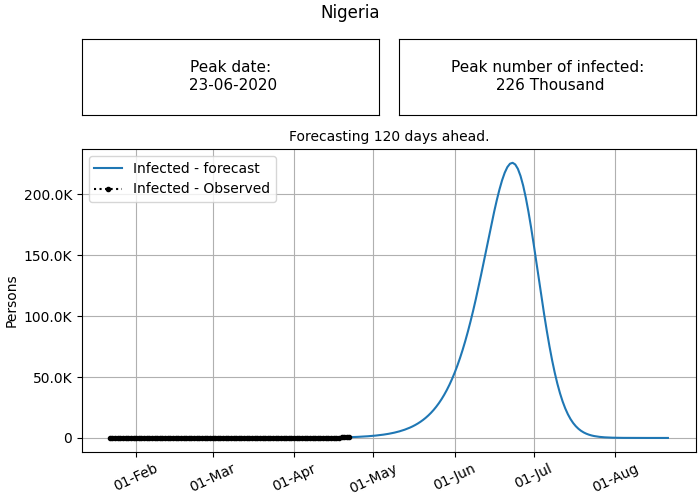 Nigeria
Peak date:
23-06-2020
Peak number of infected:
226 Thousand
Forecasting 120 days ahead.
Infected - forecast
Infected - Observed
200.0K
150.0K
100.0K
50.0K
0
Persons
01-Feb
01-Mar
01-Apr
01-May
01-Jun
01-Jul
01-Aug